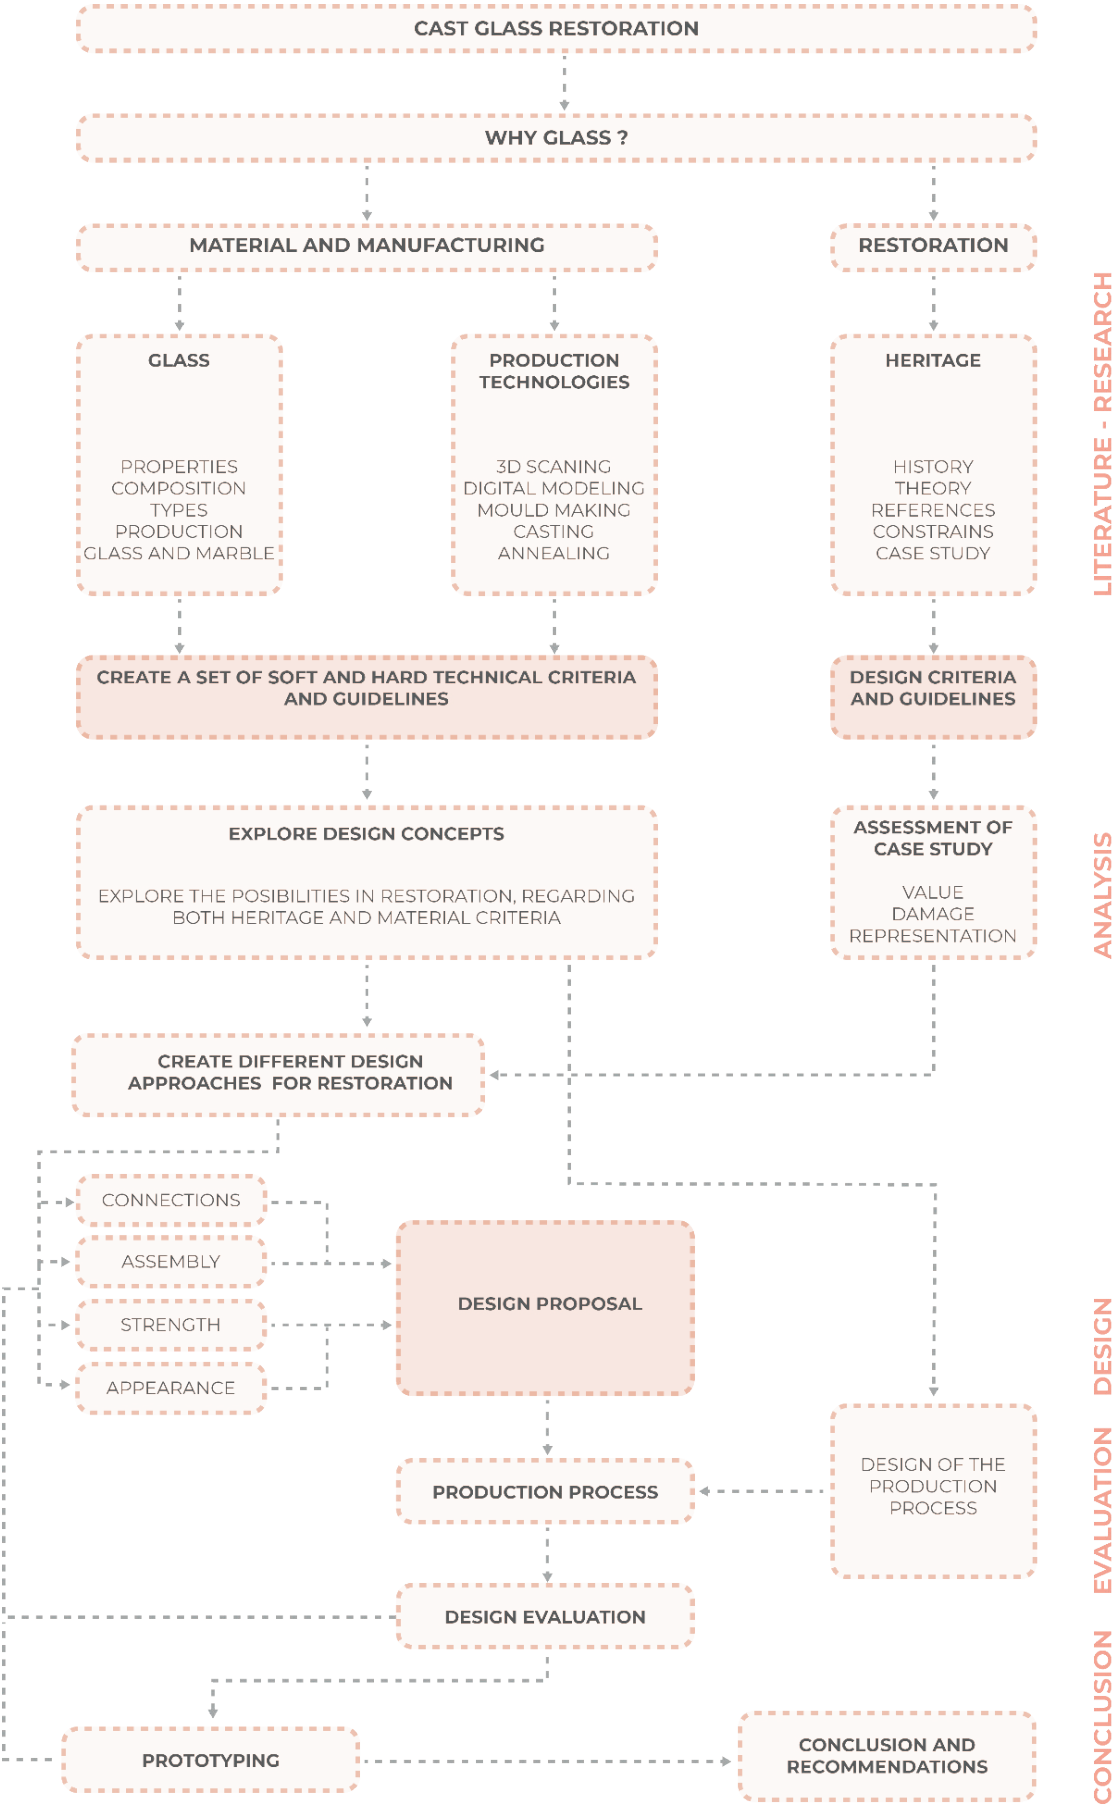 CAST GLASS RESTORATION
WHY GLASS ?
MATERIAL AND MANUFACTURING
RESTORATION
GLASS
PROPERTIES
COMPOSITION
TYPES
PRODUCTION
GLASS AND MARBLE
PRODUCTION
TECHNOLOGIES
3D SCANING
DIGITAL MODELING
MOULD MAKING
CASTING
ANNEALING
HERITAGE
HISTORY
THEORY
REFERENCES
CONSTRAINS
CASE STUDY
LITERATURE - RESEARCH
CREATE A SET OF SOFT AND HARD TECHNICAL CRITERIA
AND GUIDELINES
DESIGN CRITERIA
AND GUIDELINES
EXPLORE DESIGN CONCEPTS
EXPLORE THE POSIBILITIES IN RESTORATION, REGARDING
BOTH HERITAGE AND MATERIAL CRITERIA
ASSESSMENT OF
CASE STUDY
VALUE
DAMAGE
REPRESENTATION
ANALYSIS
CREATE DIFFERENT DESIGN
APPROACHES FOR RESTORATION
CONNECTIONS
ASSEMBLY
STRENGTH
APPEARANCE
DESIGN PROPOSAL
DESIGN
DESIGN OF THE
PRODUCTION
PROCESS
PRODUCTION PROCESS
EVALUATION
DESIGN EVALUATION
PROTOTYPING
CONCLUSION AND
RECOMMENDATIONS
CONCLUSION